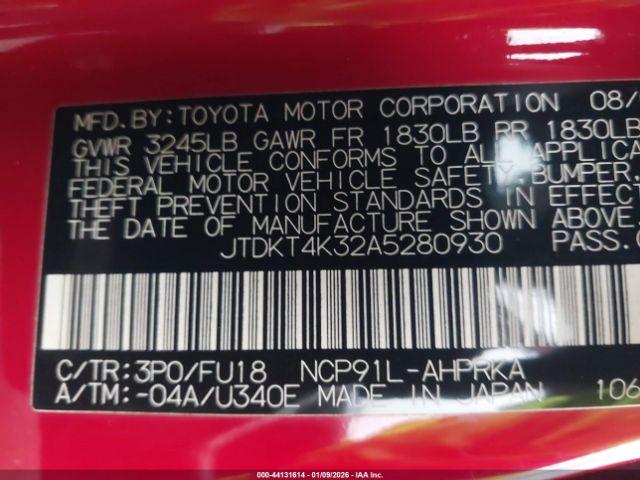 MFD. BY: TOYOTA MOTOR CORPORATION 08/
GVWR 3245LB GAWR FR 1830LB RR 1830LB
THIS VEHICLE CONFORMS TO ALL APPLICA
FEDERAL MOTOR VEHICLE SAFETY, BUMPER,
THEFT PREVENTION STANDARDS IN EFFECT
THE DATE OF MANUFACTURE SHOWN ABOVE.
JTDKT4K32A5280930 PASS.
C/TR: 3P0/FU18 NCP91L-AHPRKA
A/TM: -04A/U340E MADE IN JAPAN 106
000-44131614 - 01/09/2026 - IAA Inc.